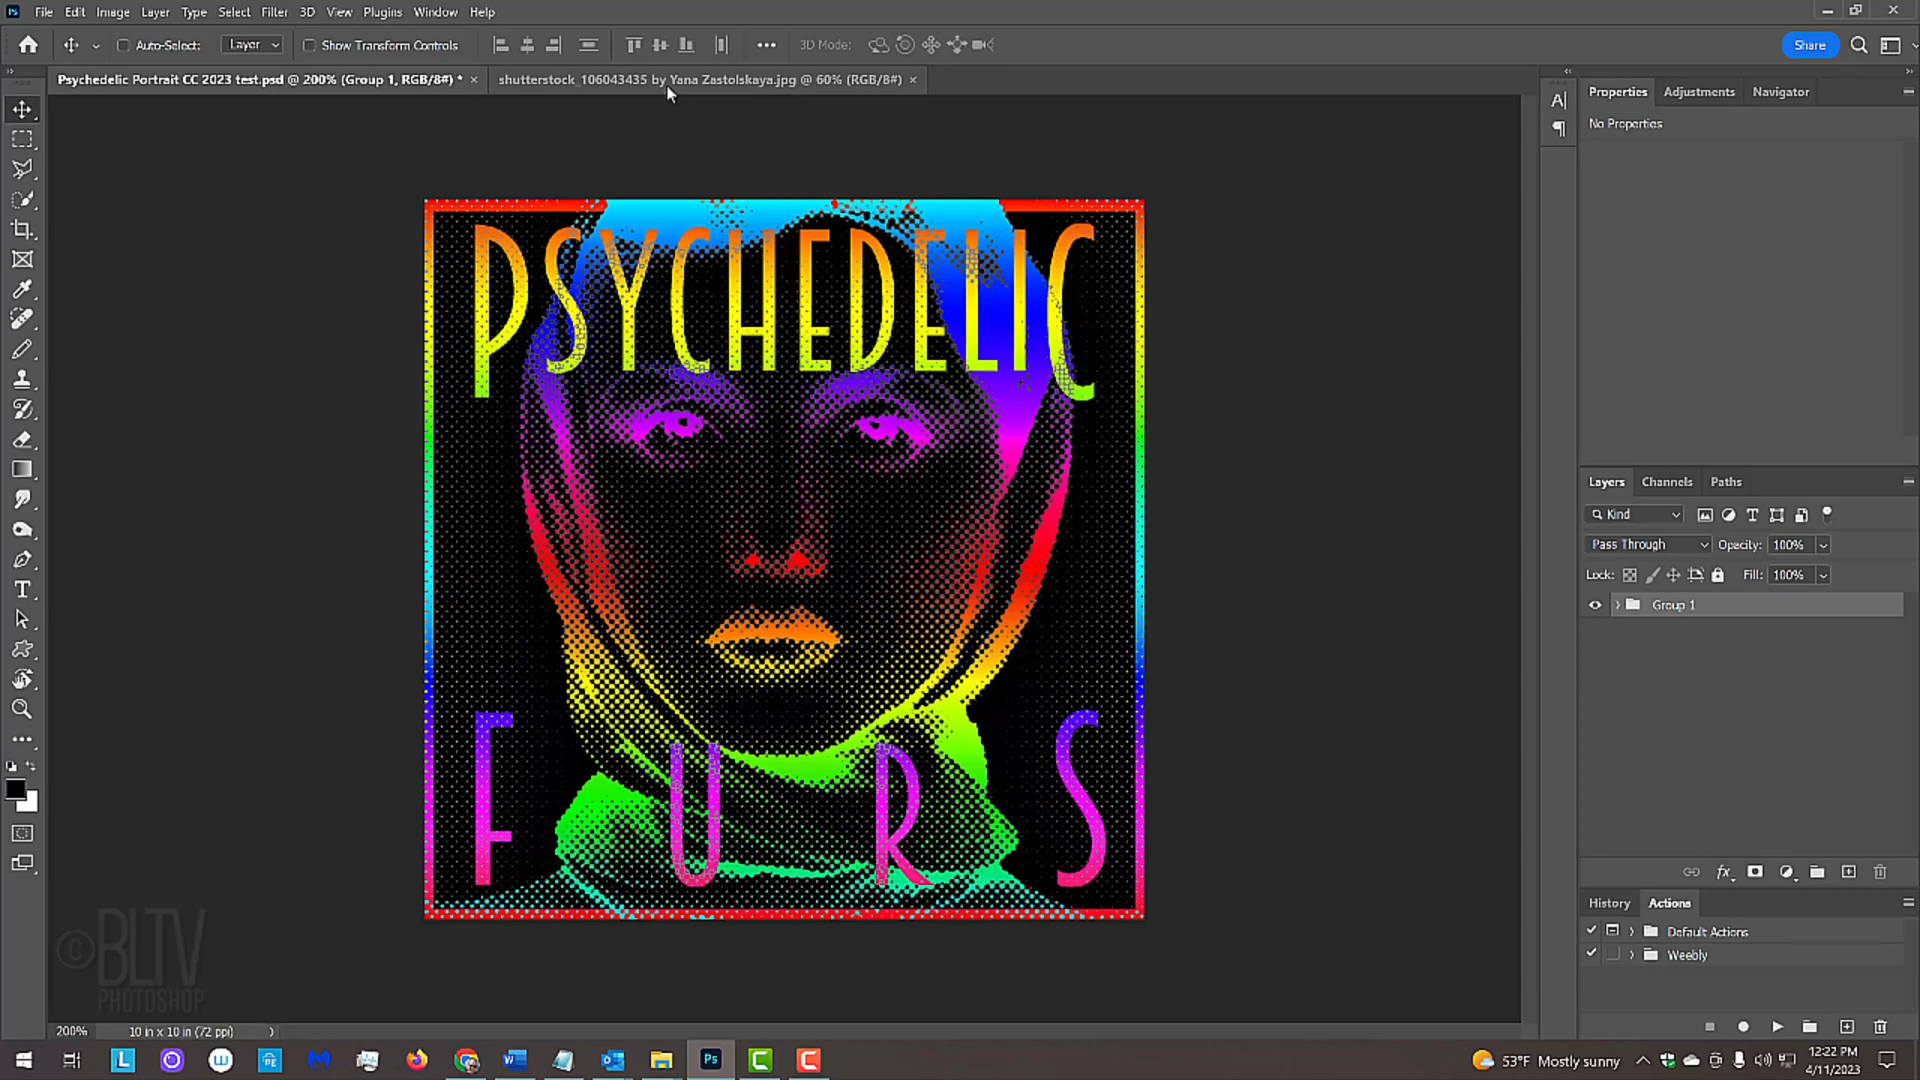 File Edit Image Layer Type Select Filter 3D View Plugins Window Help
Auto-Select: Layer Show Transform Controls 3D Mode: Share
Psychedelic Portrait CC 2023 test.psd @ 200% (Group 1, RGB/8#) * × shutterstock_106043435 by Yana Zastolskaya.jpg @ 60% (RGB/8#) ×
Properties Adjustments Navigator
No Properties
PSYCHEDELIC
FURS
Layers Channels Paths
Kind
Pass Through Opacity: 100%
Lock: Fill: 100%
Group 1
History Actions
Default Actions
Weebly
© BLTV
PHOTOSHOP
200% 10 in x 10 in (72 ppi)
53°F Mostly sunny
12:22 PM
4/11/2023